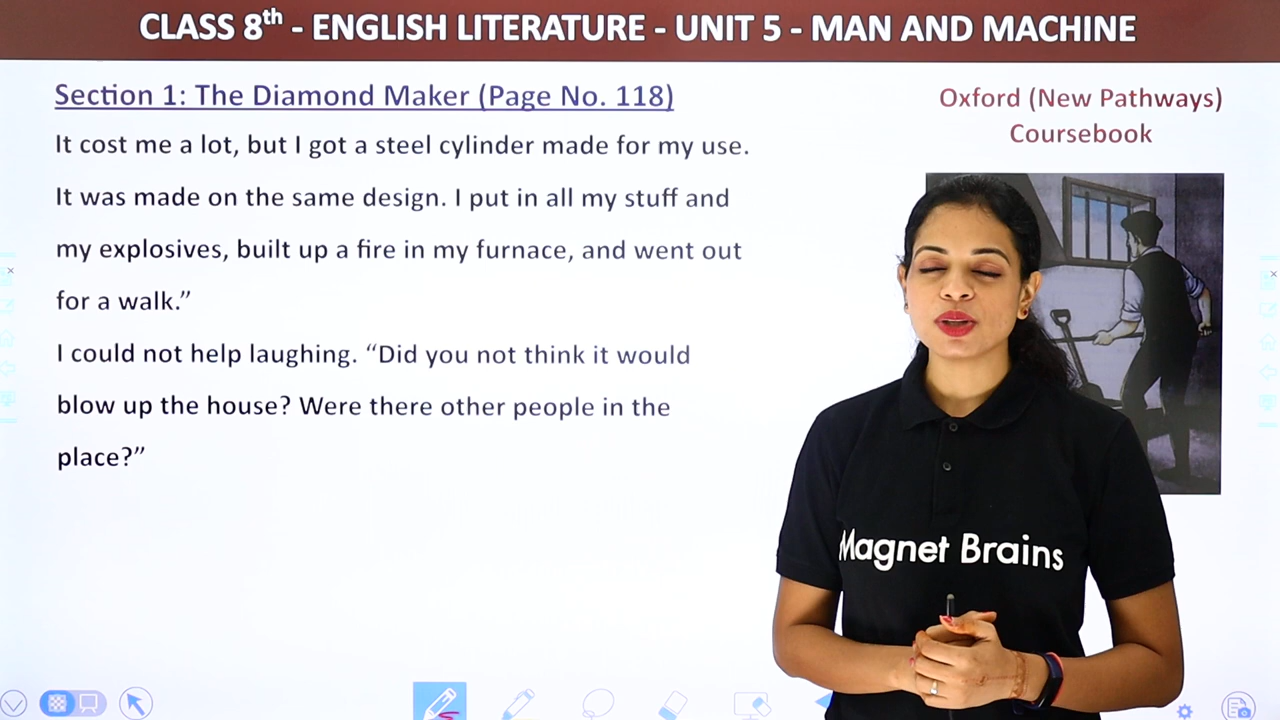 CLASS 8th - ENGLISH LITERATURE - UNIT 5 - MAN AND MACHINE
Section 1: The Diamond Maker (Page No. 118)
Oxford (New Pathways)
Coursebook
It cost me a lot, but I got a steel cylinder made for my use.
It was made on the same design. I put in all my stuff and
my explosives, built up a fire in my furnace, and went out
for a walk.”
I could not help laughing. “Did you not think it would
blow up the house? Were there other people in the
place?”
Magnet Brains